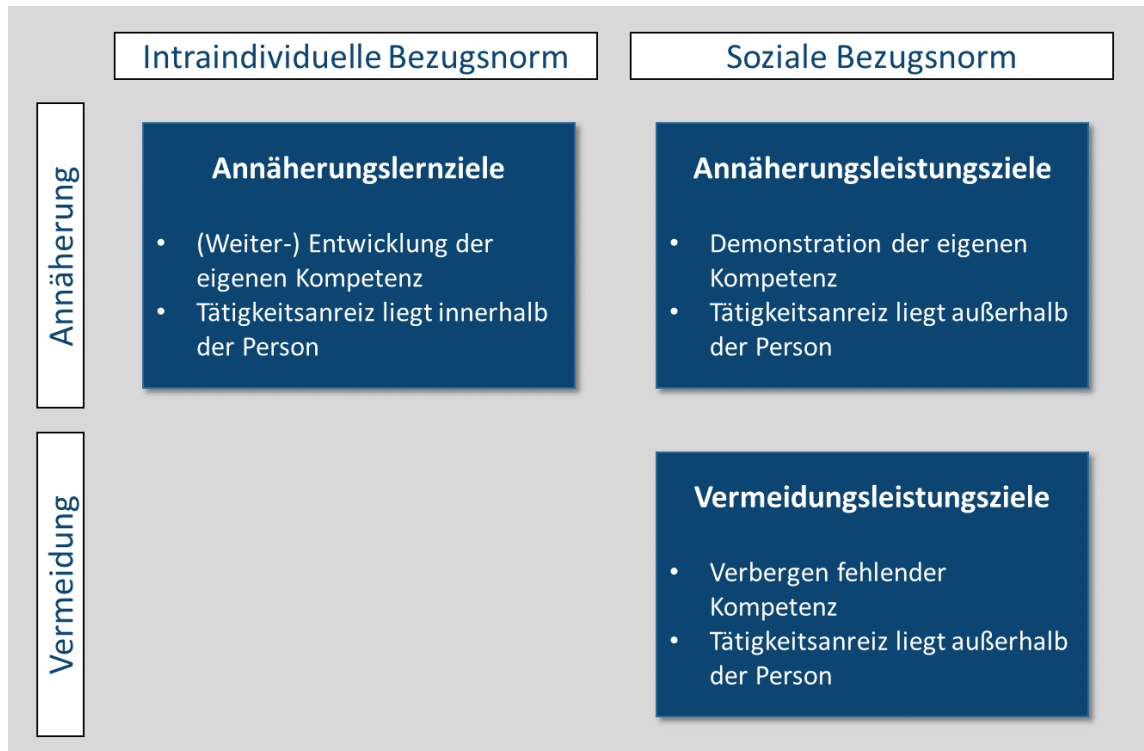 Intraindividuelle Bezugsnorm
Soziale Bezugsnorm
Annäherung
Annäherungslernziele
• (Weiter-) Entwicklung der
eigenen Kompetenz
• Tätigkeitsanreiz liegt innerhalb
der Person
Annäherungsleistungsziele
• Demonstration der eigenen
Kompetenz
• Tätigkeitsanreiz liegt außerhalb
der Person
Vermeidung
Vermeidungsleistungsziele
• Verbergen fehlender
Kompetenz
• Tätigkeitsanreiz liegt außerhalb
der Person